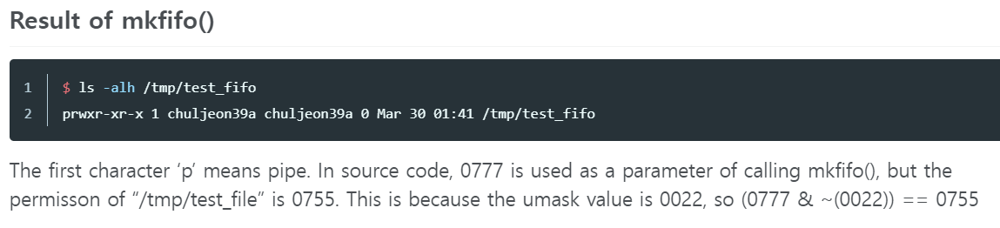 Result of mkfifo()
1 $ ls -alh /tmp/test_fifo
2 prwxr-xr-x 1 chuljeon39a chuljeon39a 0 Mar 30 01:41 /tmp/test_fifo
The first character ‘p’ means pipe. In source code, 0777 is used as a parameter of calling mkfifo(), but the
permisson of “/tmp/test_file” is 0755. This is because the umask value is 0022, so (0777 & ~(0022)) == 0755